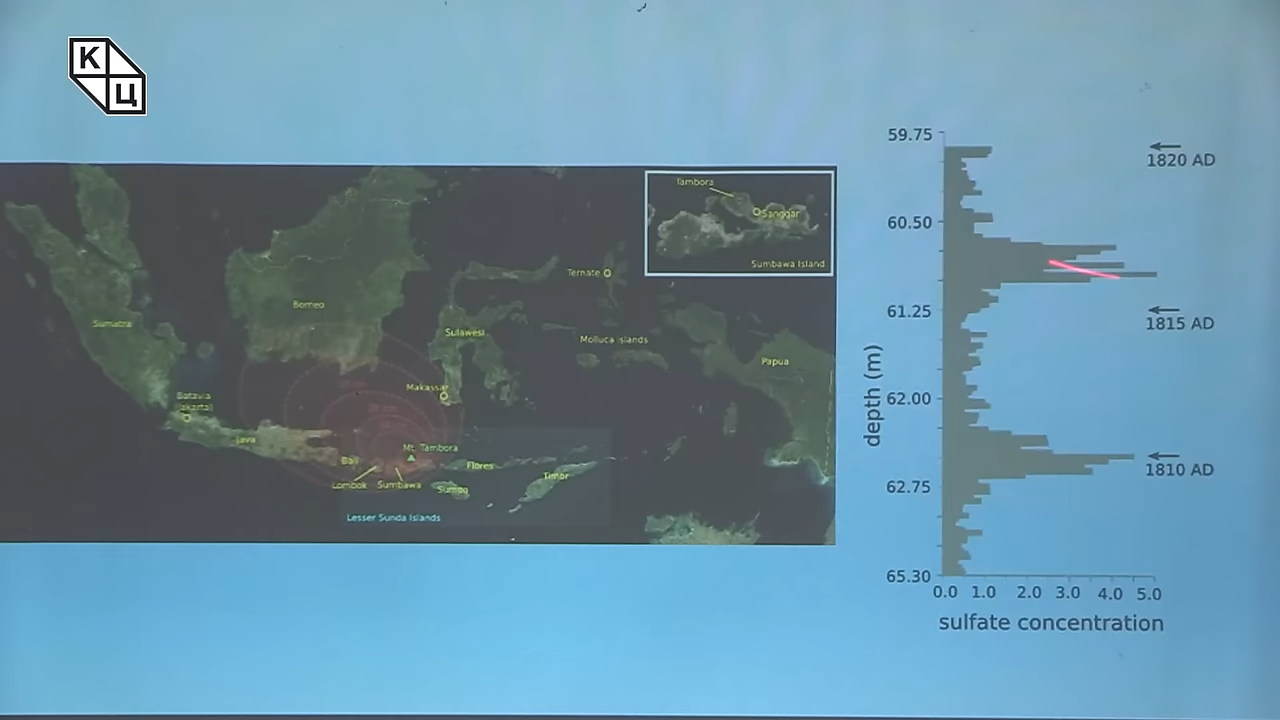 К
Ц
Tambora
Sanggar
Sumbawa Island
Ternate
Borneo
Sumatra
Sulawesi
Molluca Islands
Papua
Makassar
Batavia
(Jakarta)
Java
Mt. Tambora
Bali
Flores
Timor
Lombok
Sumbawa
Sumba
Lesser Sunda Islands
59.75
60.50
61.25
62.00
62.75
65.30
depth (m)
1820 AD
1815 AD
1810 AD
0.0 1.0 2.0 3.0 4.0 5.0
sulfate concentration